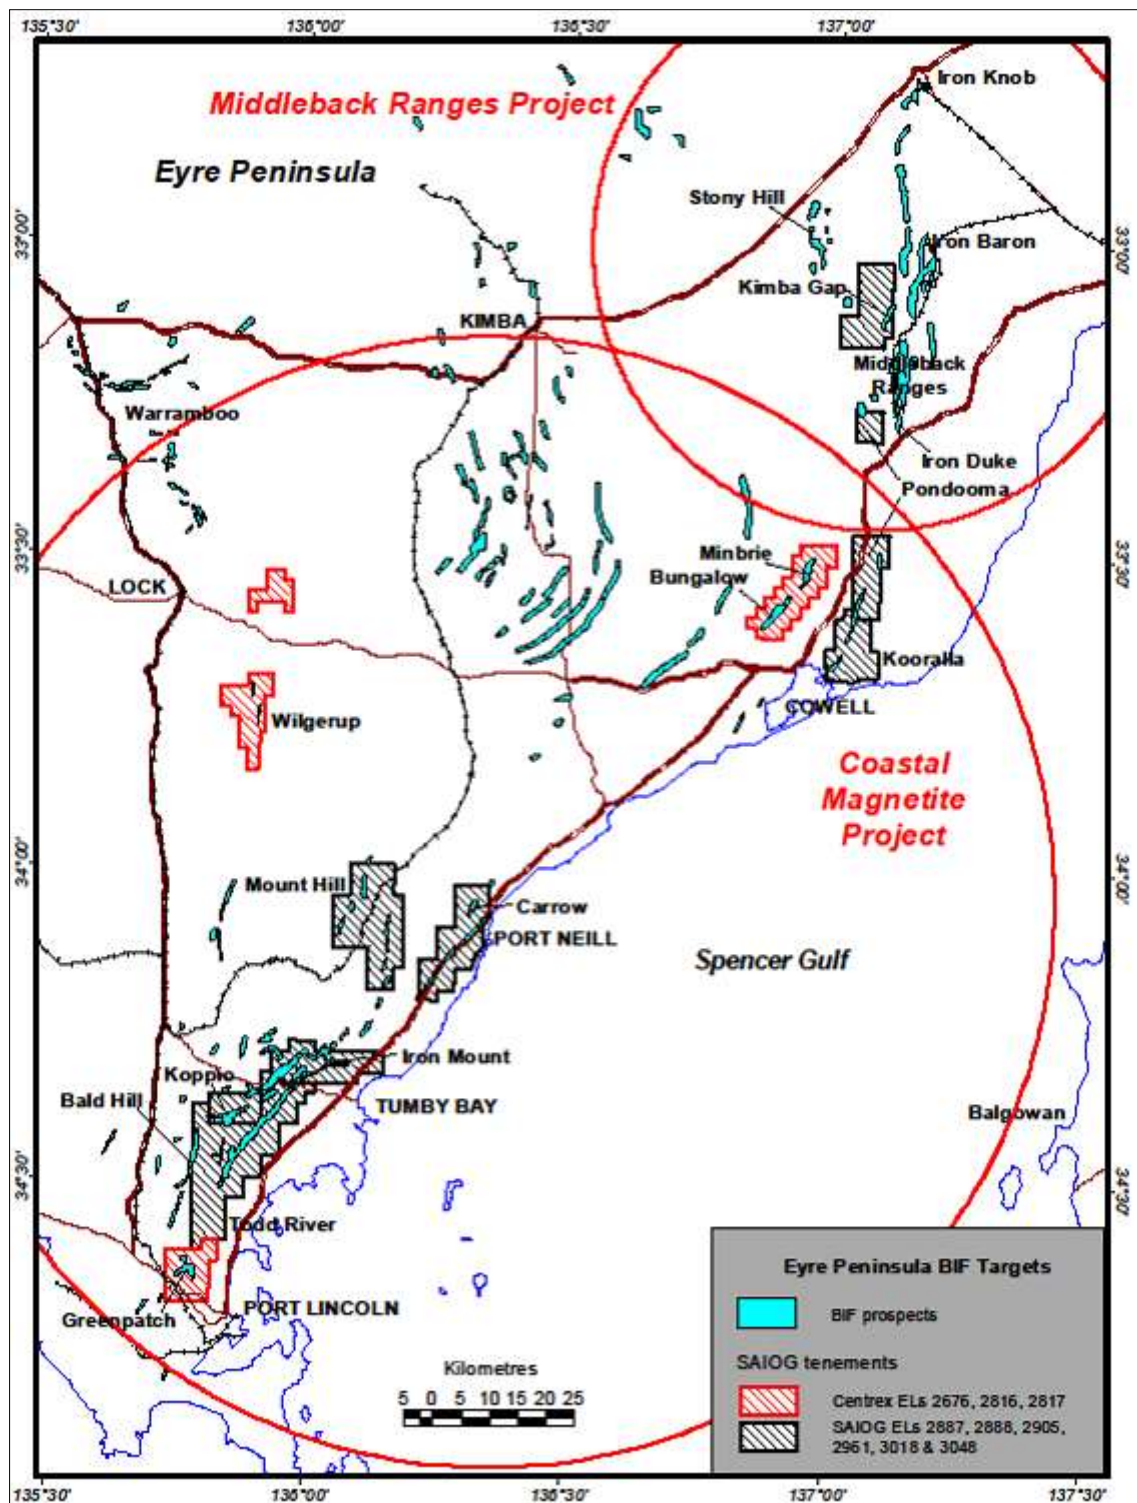 135°30'
136°00'
136°30'
137°00'
Iron Knob
Middleback Ranges Project
Eyre Peninsula
Stony Hill
33°00'
Iron Baron
33°00'
Kimba Gap
KIMBA
Middleback
Ranges
Warramboo
Iron Duke
Pondooma
33°30'
Minbrie
33°30'
LOCK
Bungalow
Kooralla
Wilgerup
COWELL
Coastal
Magnetite
Project
34°00'
34°00'
Mount Hill
Carrow
PORT NEILL
Spencer Gulf
Iron Mount
Koppio
Bald Hill
TUMBY BAY
Balgowan
34°30'
34°30'
Todd River
PORT LINCOLN
Greenpatch
Eyre Peninsula BIF Targets
BIF prospects
SAIOG tenements
Centrex ELs 2676, 2816, 2817
SAIOG ELs 2887, 2888, 2905,
2961, 3018 & 3048
Kilometres
5 0 5 10 15 20 25
135°30'
136°00'
136°30'
137°00'
137°30'